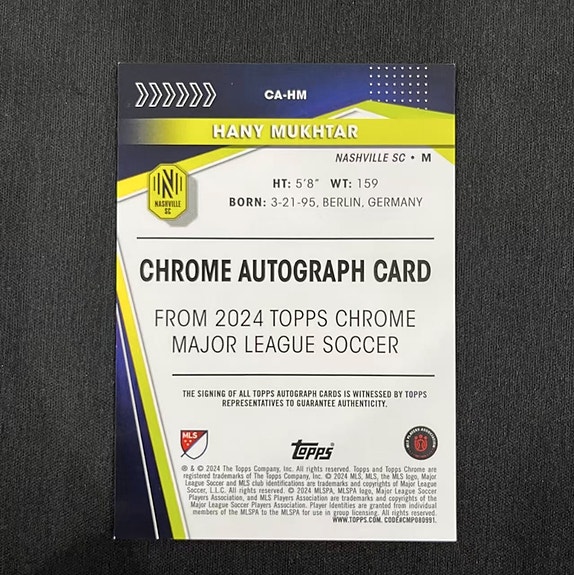 CA-HM
HANY MUKHTAR
NASHVILLE SC • M
N
NASHVILLE
SC
HT: 5'8" WT: 159
BORN: 3-21-95, BERLIN, GERMANY
CHROME AUTOGRAPH CARD
FROM 2024 TOPPS CHROME
MAJOR LEAGUE SOCCER
THE SIGNING OF ALL TOPPS AUTOGRAPH CARDS IS WITNESSED BY TOPPS
REPRESENTATIVES TO GUARANTEE AUTHENTICITY.
MLS
Topps
® & © 2024 The Topps Company, Inc. All rights reserved. Topps and Topps Chrome are
registered trademarks of The Topps Company, Inc. © 2024 MLS. MLS, the MLS logo, Major
League Soccer and MLS club identifications are trademarks and copyrights of Major League
Soccer, L.L.C. All rights reserved. © 2024 MLSPA, MLSPA logo, Major League Soccer
Players Association, and MLS Players Association are trademarks and copyrights of the
Major League Soccer Players Association. Player Identities are granted from individual
members of the MLSPA to the MLSPA for use in group licensing. All rights reserved.
WWW.TOPPS.COM. CODE#CMP080991.